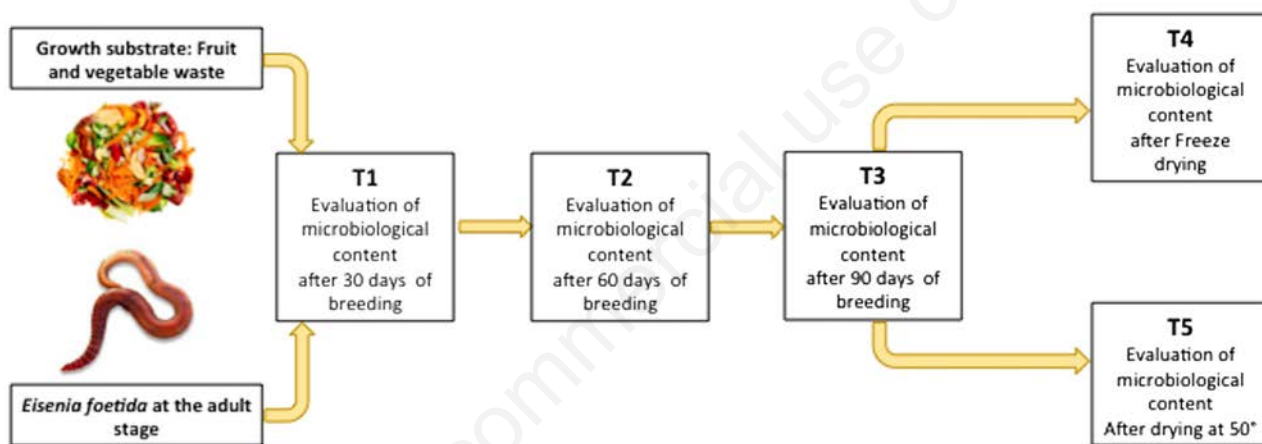 Growth substrate: Fruit
and vegetable waste
Eisenia foetida at the adult
stage
T1
Evaluation of
microbiological
content
after 30 days of
breeding
T2
Evaluation of
microbiological
content
after 60 days of
breeding
T3
Evaluation of
microbiological
content
after 90 days of
breeding
T4
Evaluation of
microbiological
content
after Freeze
drying
T5
Evaluation of
microbiological
content
After drying at 50°
commercial use